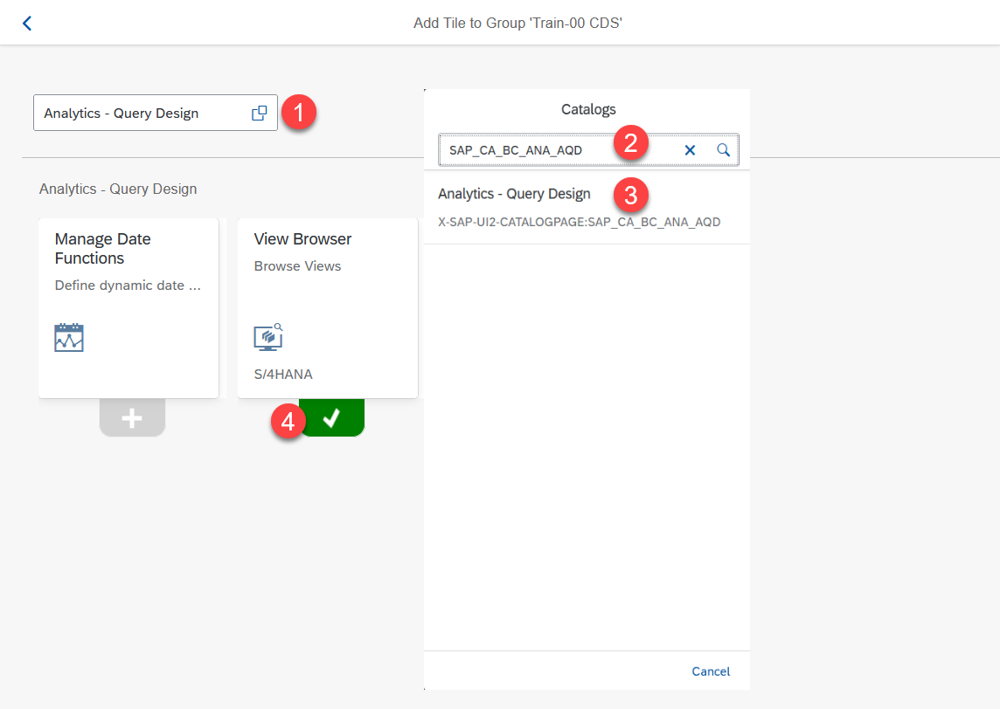 Add Tile to Group 'Train-00 CDS'
Analytics - Query Design
1
Analytics - Query Design
Manage Date
Functions
Define dynamic date ...
View Browser
Browse Views
S/4HANA
4
Catalogs
SAP_CA_BC_ANA_AQD
2
Analytics - Query Design
3
X-SAP-UI2-CATALOGPAGE:SAP_CA_BC_ANA_AQD
Cancel